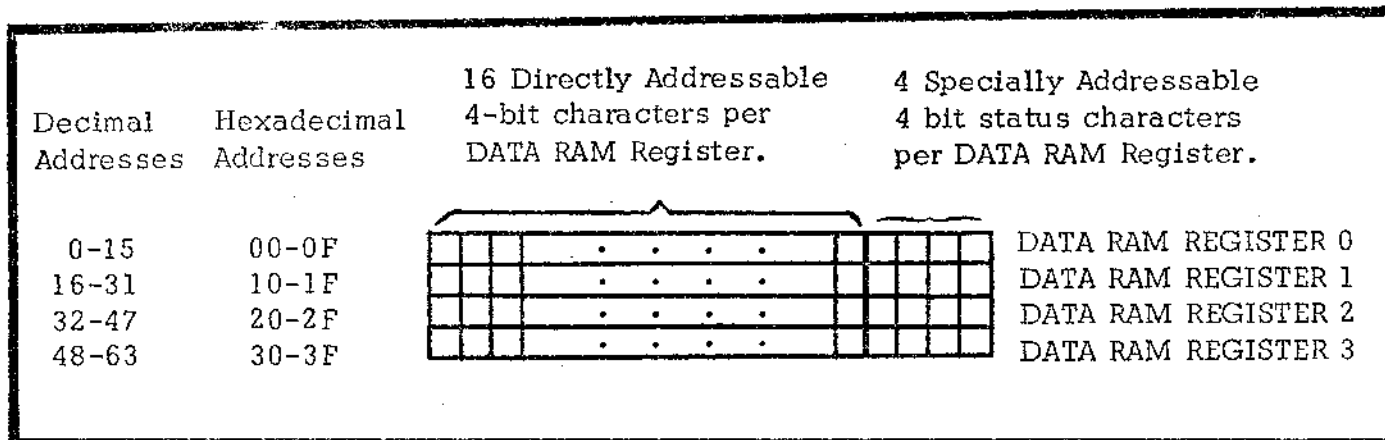 Decimal Addresses
Hexadecimal Addresses
16 Directly Addressable
4-bit characters per
DATA RAM Register.
4 Specially Addressable
4 bit status characters
per DATA RAM Register.
0-15 00-0F DATA RAM REGISTER 0
16-31 10-1F DATA RAM REGISTER 1
32-47 20-2F DATA RAM REGISTER 2
48-63 30-3F DATA RAM REGISTER 3